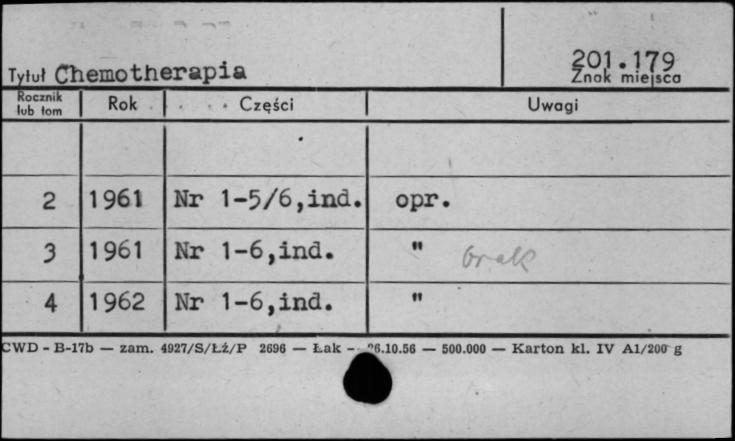 201.179
Tytuł Chemotherapia Znak miejsca
Rocznik lub tom Rok Części Uwagi
2 1961 Nr 1-5/6,ind. opr.
3 1961 Nr 1-6,ind. " brak
4 1962 Nr 1-6,ind. "
CWD - B-17b — zam. 4927/S/Łź/P 2696 — Łak — 6.10.56 — 500.000 — Karton kl. IV A1/200 g